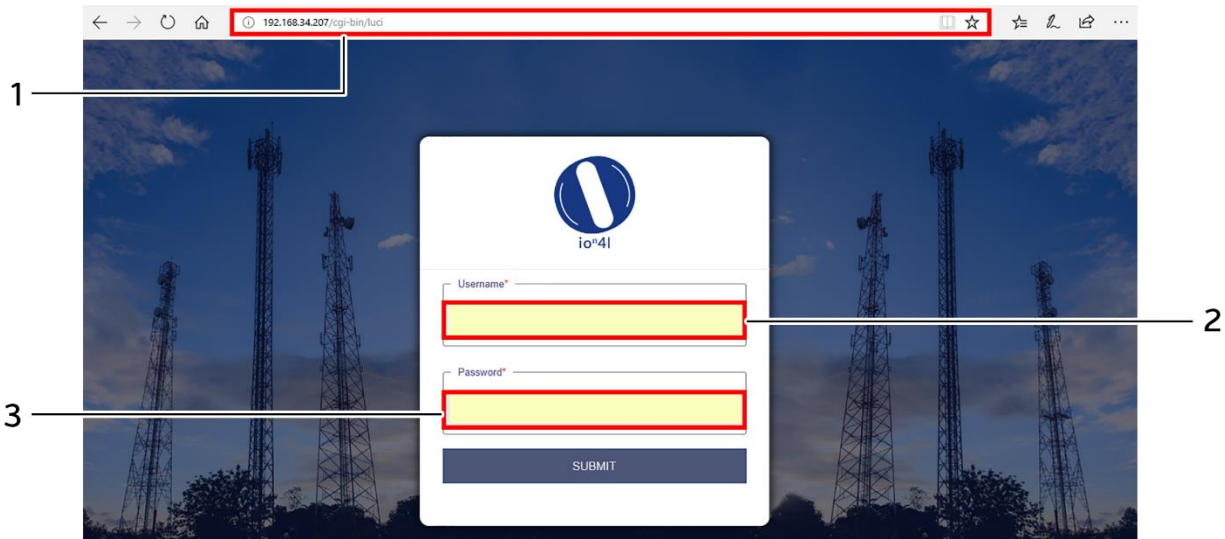 192.168.34.207/cgi-bin/luci
1
ioⁿ4l
Username*
2
Password*
3
SUBMIT